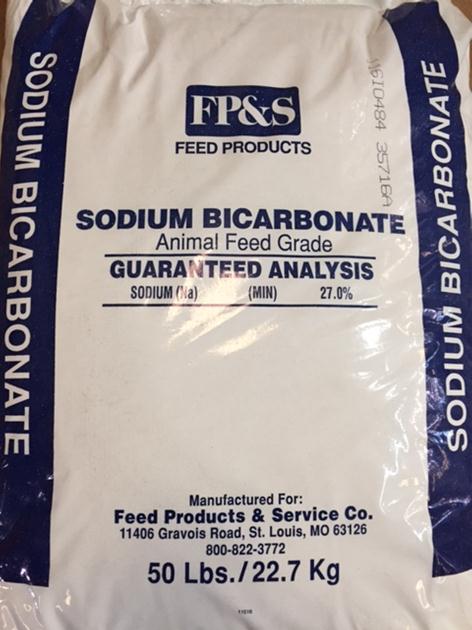 SODIUM BICARBONATE
FP&S
FEED PRODUCTS
SODIUM BICARBONATE
Animal Feed Grade
GUARANTEED ANALYSIS
SODIUM (Na) (MIN) 27.0%
Manufactured For:
Feed Products & Service Co.
11406 Gravois Road, St. Louis, MO 63126
800-822-3772
50 Lbs./22.7 Kg
SODIUM BICARBONATE